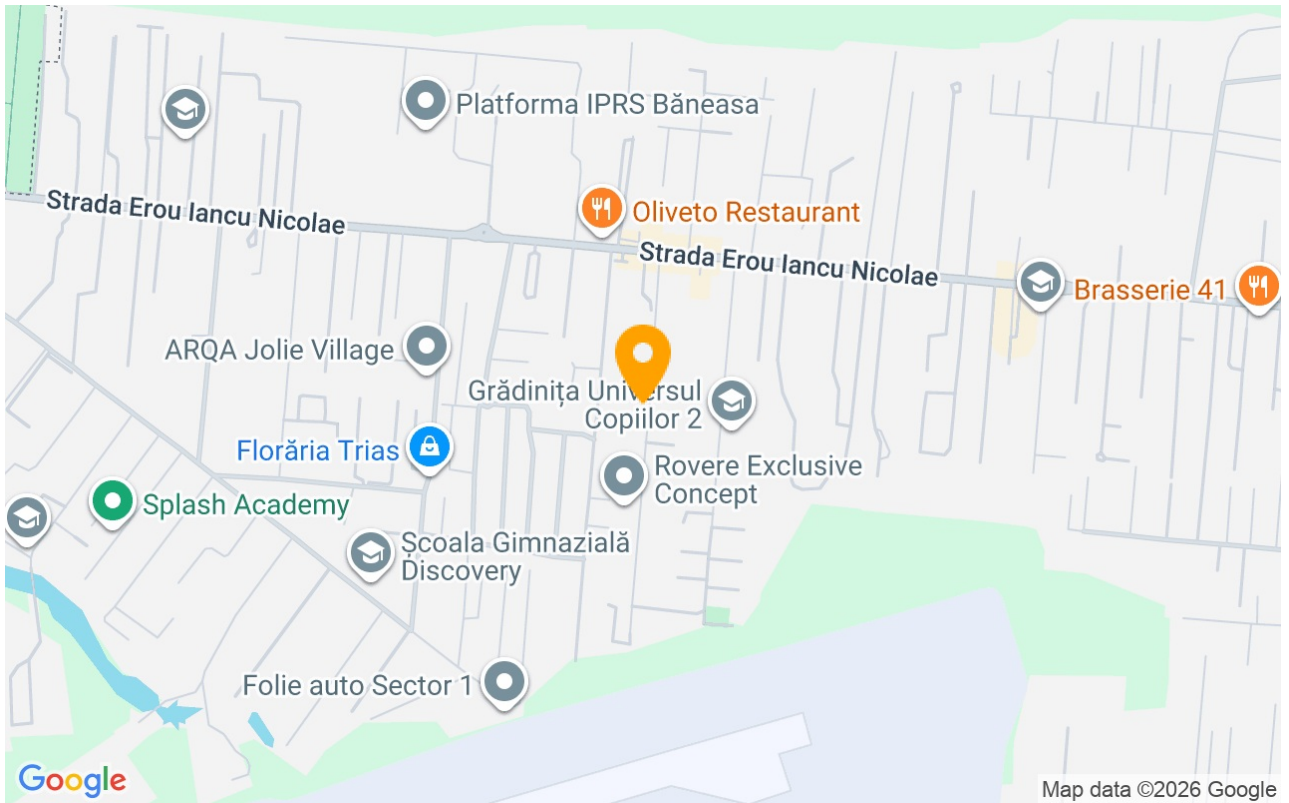 Platforma IPRS Băneasa
Strada Erou Iancu Nicolae
Oliveto Restaurant
Strada Erou Iancu Nicolae
Brasserie 41
ARQA Jolie Village
Grădinița Universul
Copiilor 2
Florăria Trias
Rovere Exclusive
Concept
Splash Academy
Școala Gimnazială
Discovery
Folie auto Sector 1
Google
Map data ©2026 Google